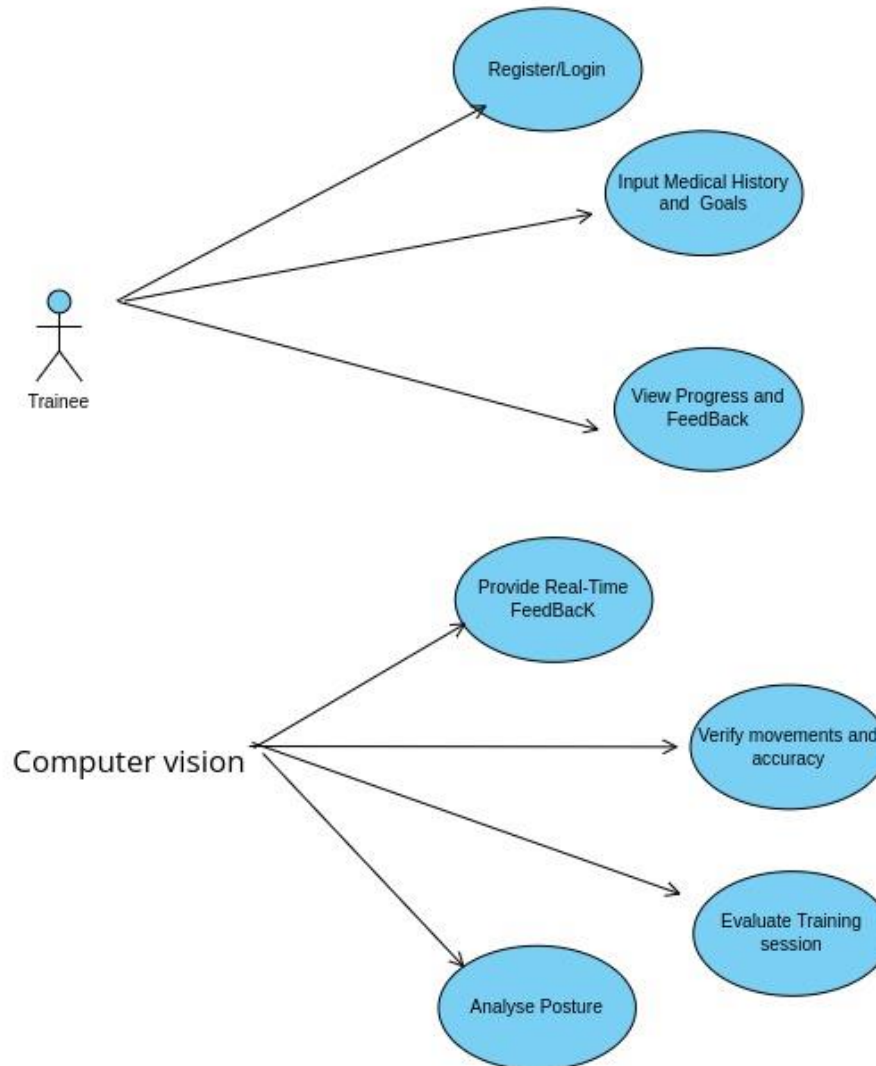 Register/Login
Input Medical History
and Goals
Trainee
View Progress and
FeedBack
Provide Real-Time
FeedBacK
Computer vision
Verify movements and
accuracy
Evaluate Training
session
Analyse Posture